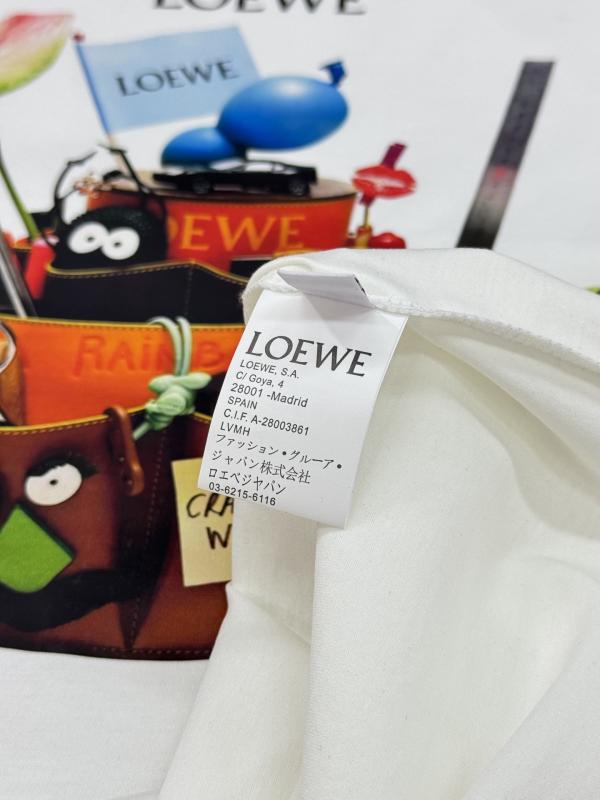 LOEWE
LOEWE
LOEWE
RAINB
CRA
W
LOEWE
LOEWE, S.A.
C/ Goya, 4
28001 -Madrid
SPAIN
C.I.F. A-28003861
LVMH
ファッション・グループ・
ジャパン株式会社
ロエベジャパン
03-6215-6116